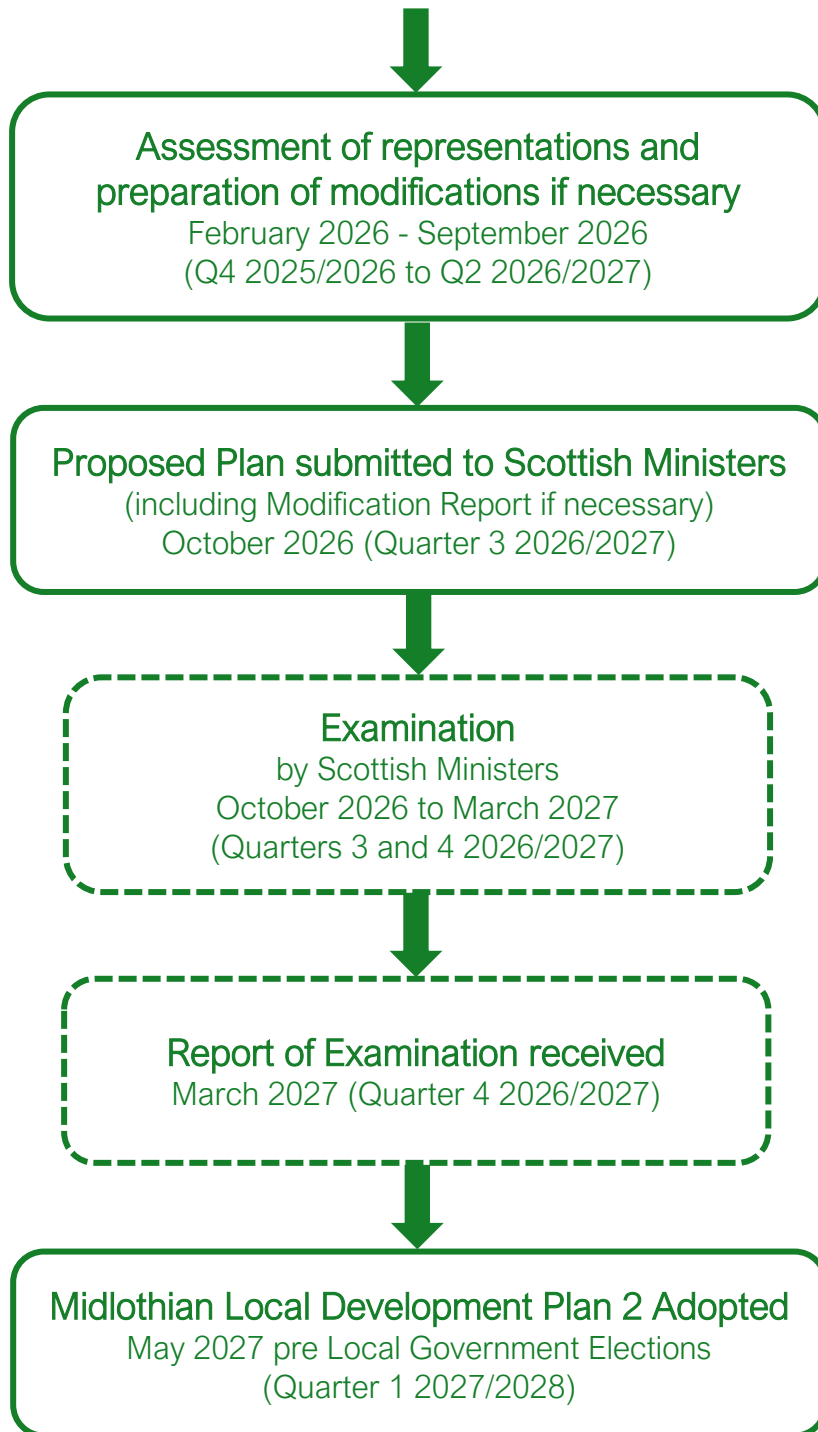 Assessment of representations and
preparation of modifications if necessary
February 2026 - September 2026
(Q4 2025/2026 to Q2 2026/2027)
Proposed Plan submitted to Scottish Ministers
(including Modification Report if necessary)
October 2026 (Quarter 3 2026/2027)
Examination
by Scottish Ministers
October 2026 to March 2027
(Quarters 3 and 4 2026/2027)
Report of Examination received
March 2027 (Quarter 4 2026/2027)
Midlothian Local Development Plan 2 Adopted
May 2027 pre Local Government Elections
(Quarter 1 2027/2028)